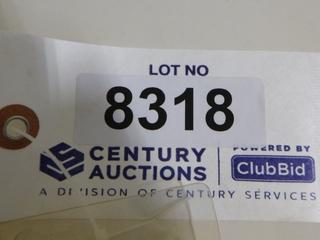 LOT NO
8318
CENTURY
AUCTIONS
POWERED BY
ClubBid
A DIVISION OF CENTURY SERVICES